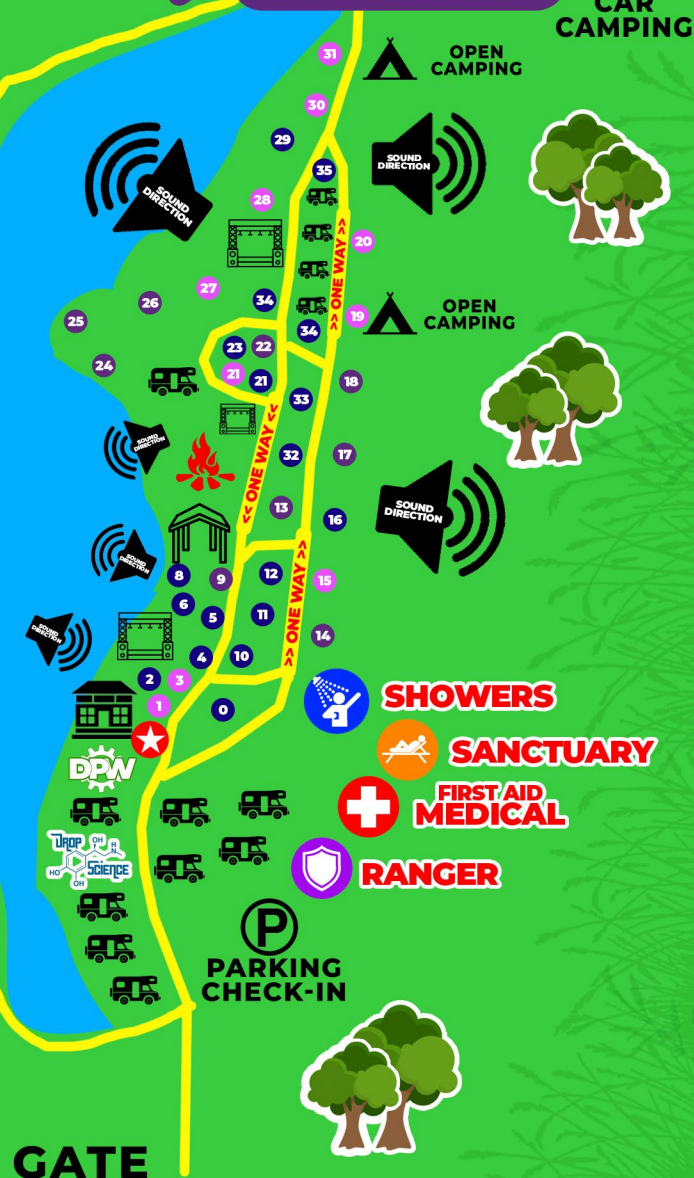 CAR
CAMPING
31
OPEN
CAMPING
30
29
SOUND
DIRECTION
35
SOUND
DIRECTION
28
20
>> ONE WAY >>
27
26
34
25
19
OPEN
CAMPING
34
23
22
24
21
21
18
33
<< ONE WAY <<
SOUND
DIRECTION
32
17
13
16
SOUND
DIRECTION
SOUND
DIRECTION
8
9
12
15
>> ONE WAY >>
6
5
11
SOUND
DIRECTION
14
4
10
2
3
1
0
SHOWERS
SANCTUARY
DPW
FIRST AID
MEDICAL
DROP
SCIENCE
OH
H
N
HO
OH
RANGER
P
PARKING
CHECK-IN
GATE